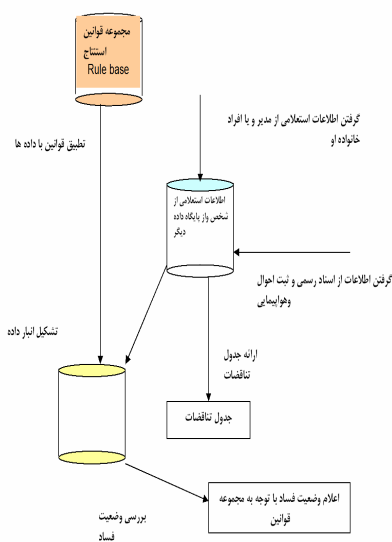 مجموعه قوانین
استنتاج
Rule base
گرفتن اطلاعات استعلامی از مدیر و یا افراد
خانواده او
تطبیق قوانین با داده ها
اطلاعات استعلامی از
شخص واز پایگاه داده
دیگر
گرفتن اطلاعات از اسناد رسمی و ثبت احوال
وهواپیمایی
تشکیل انبار داده
ارائه جدول
تناقضات
جدول تناقضات
اعلام وضعیت فساد با توجه به مجموعه
قوانین
بررسی وضعیت
فساد